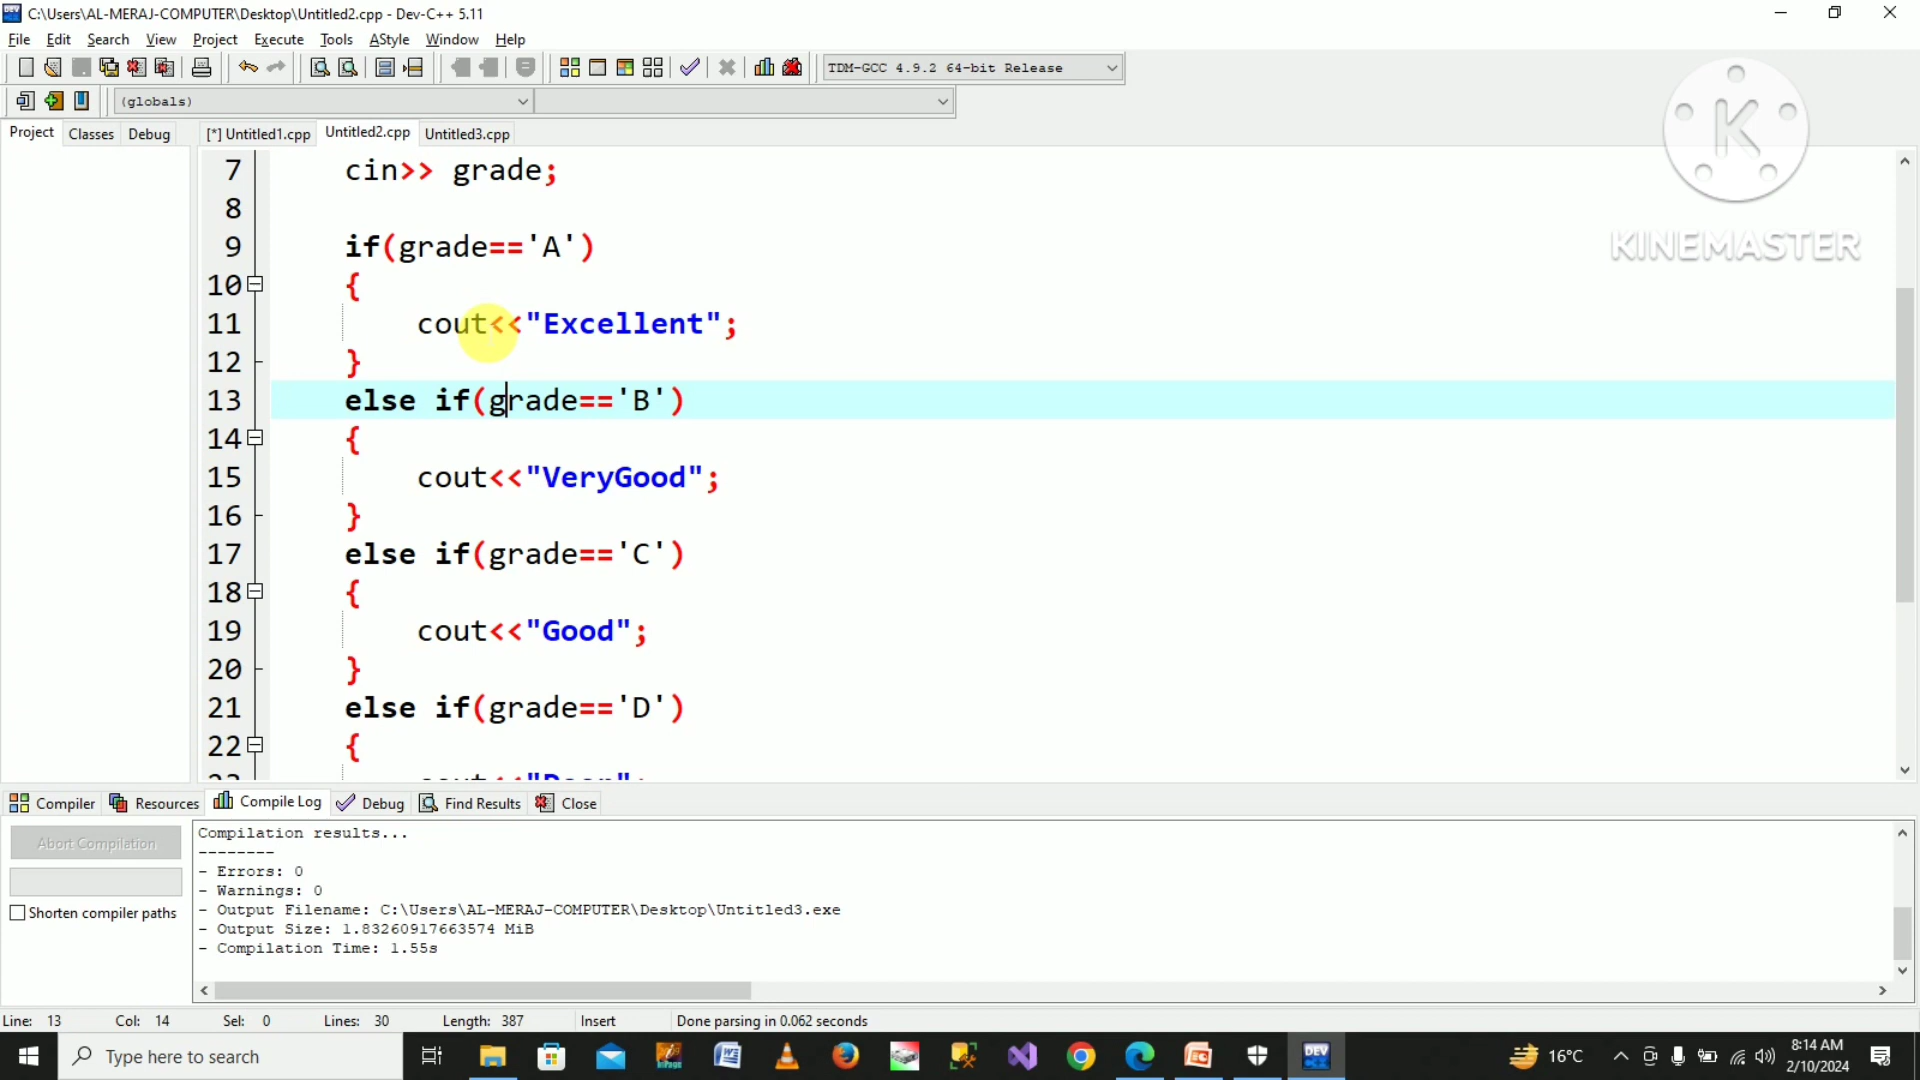 C:\Users\AL-MERAJ-COMPUTER\Desktop\Untitled2.cpp - Dev-C++ 5.11
File Edit Search View Project Execute Tools AStyle Window Help
TDM-GCC 4.9.2 64-bit Release
(globals)
Project Classes Debug [*] Untitled1.cpp Untitled2.cpp Untitled3.cpp
K
KINEMASTER
7 cin>> grade;
8
9 if(grade=='A')
10 {
11 cout<<"Excellent";
12 }
13 else if(grade=='B')
14 {
15 cout<<"VeryGood";
16 }
17 else if(grade=='C')
18 {
19 cout<<"Good";
20 }
21 else if(grade=='D')
22 {
Compiler Resources Compile Log Debug Find Results Close
Abort Compilation
Shorten compiler paths
Compilation results...
--------
- Errors: 0
- Warnings: 0
- Output Filename: C:\Users\AL-MERAJ-COMPUTER\Desktop\Untitled3.exe
- Output Size: 1.83260917663574 MiB
- Compilation Time: 1.55s
Line: 13 Col: 14 Sel: 0 Lines: 30 Length: 387 Insert Done parsing in 0.062 seconds
Type here to search
DEV
16°C
8:14 AM
2/10/2024